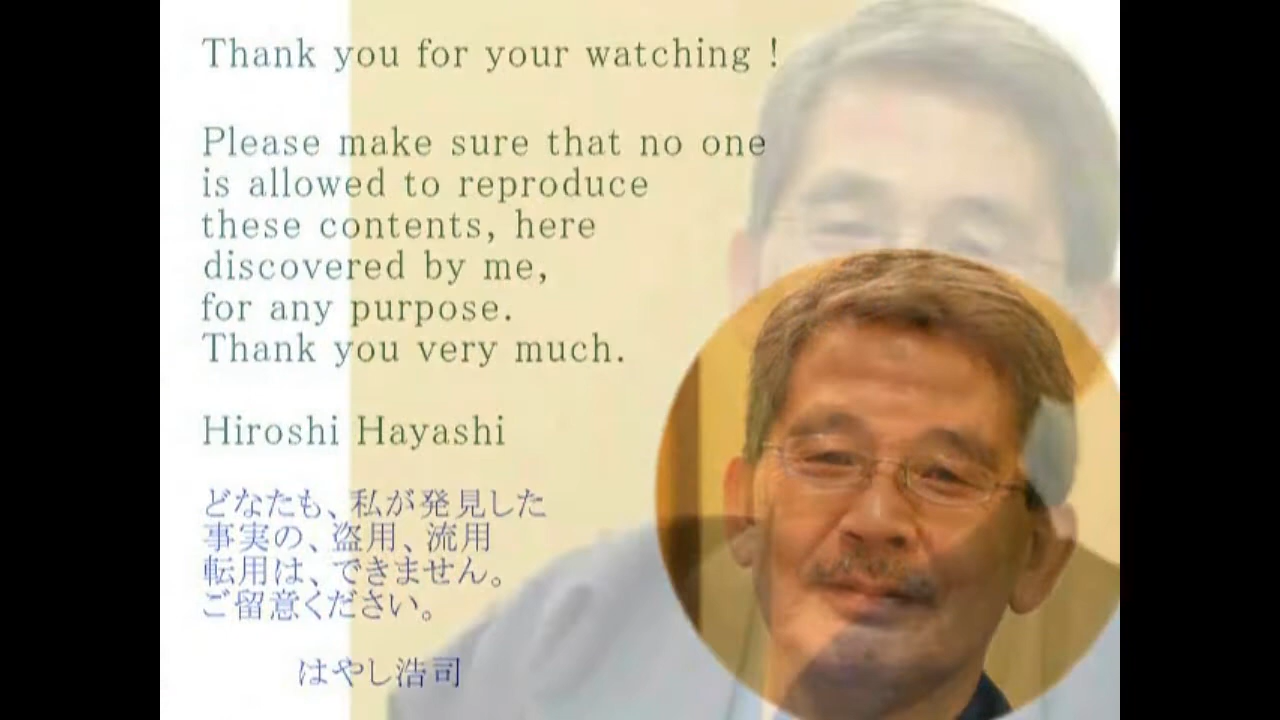 Thank you for your watching !
Please make sure that no one
is allowed to reproduce
these contents, here
discovered by me,
for any purpose.
Thank you very much.
Hiroshi Hayashi
どなたも、私が発見した
事実の、盗用、流用
転用は、できません。
ご留意ください。
はやし浩司